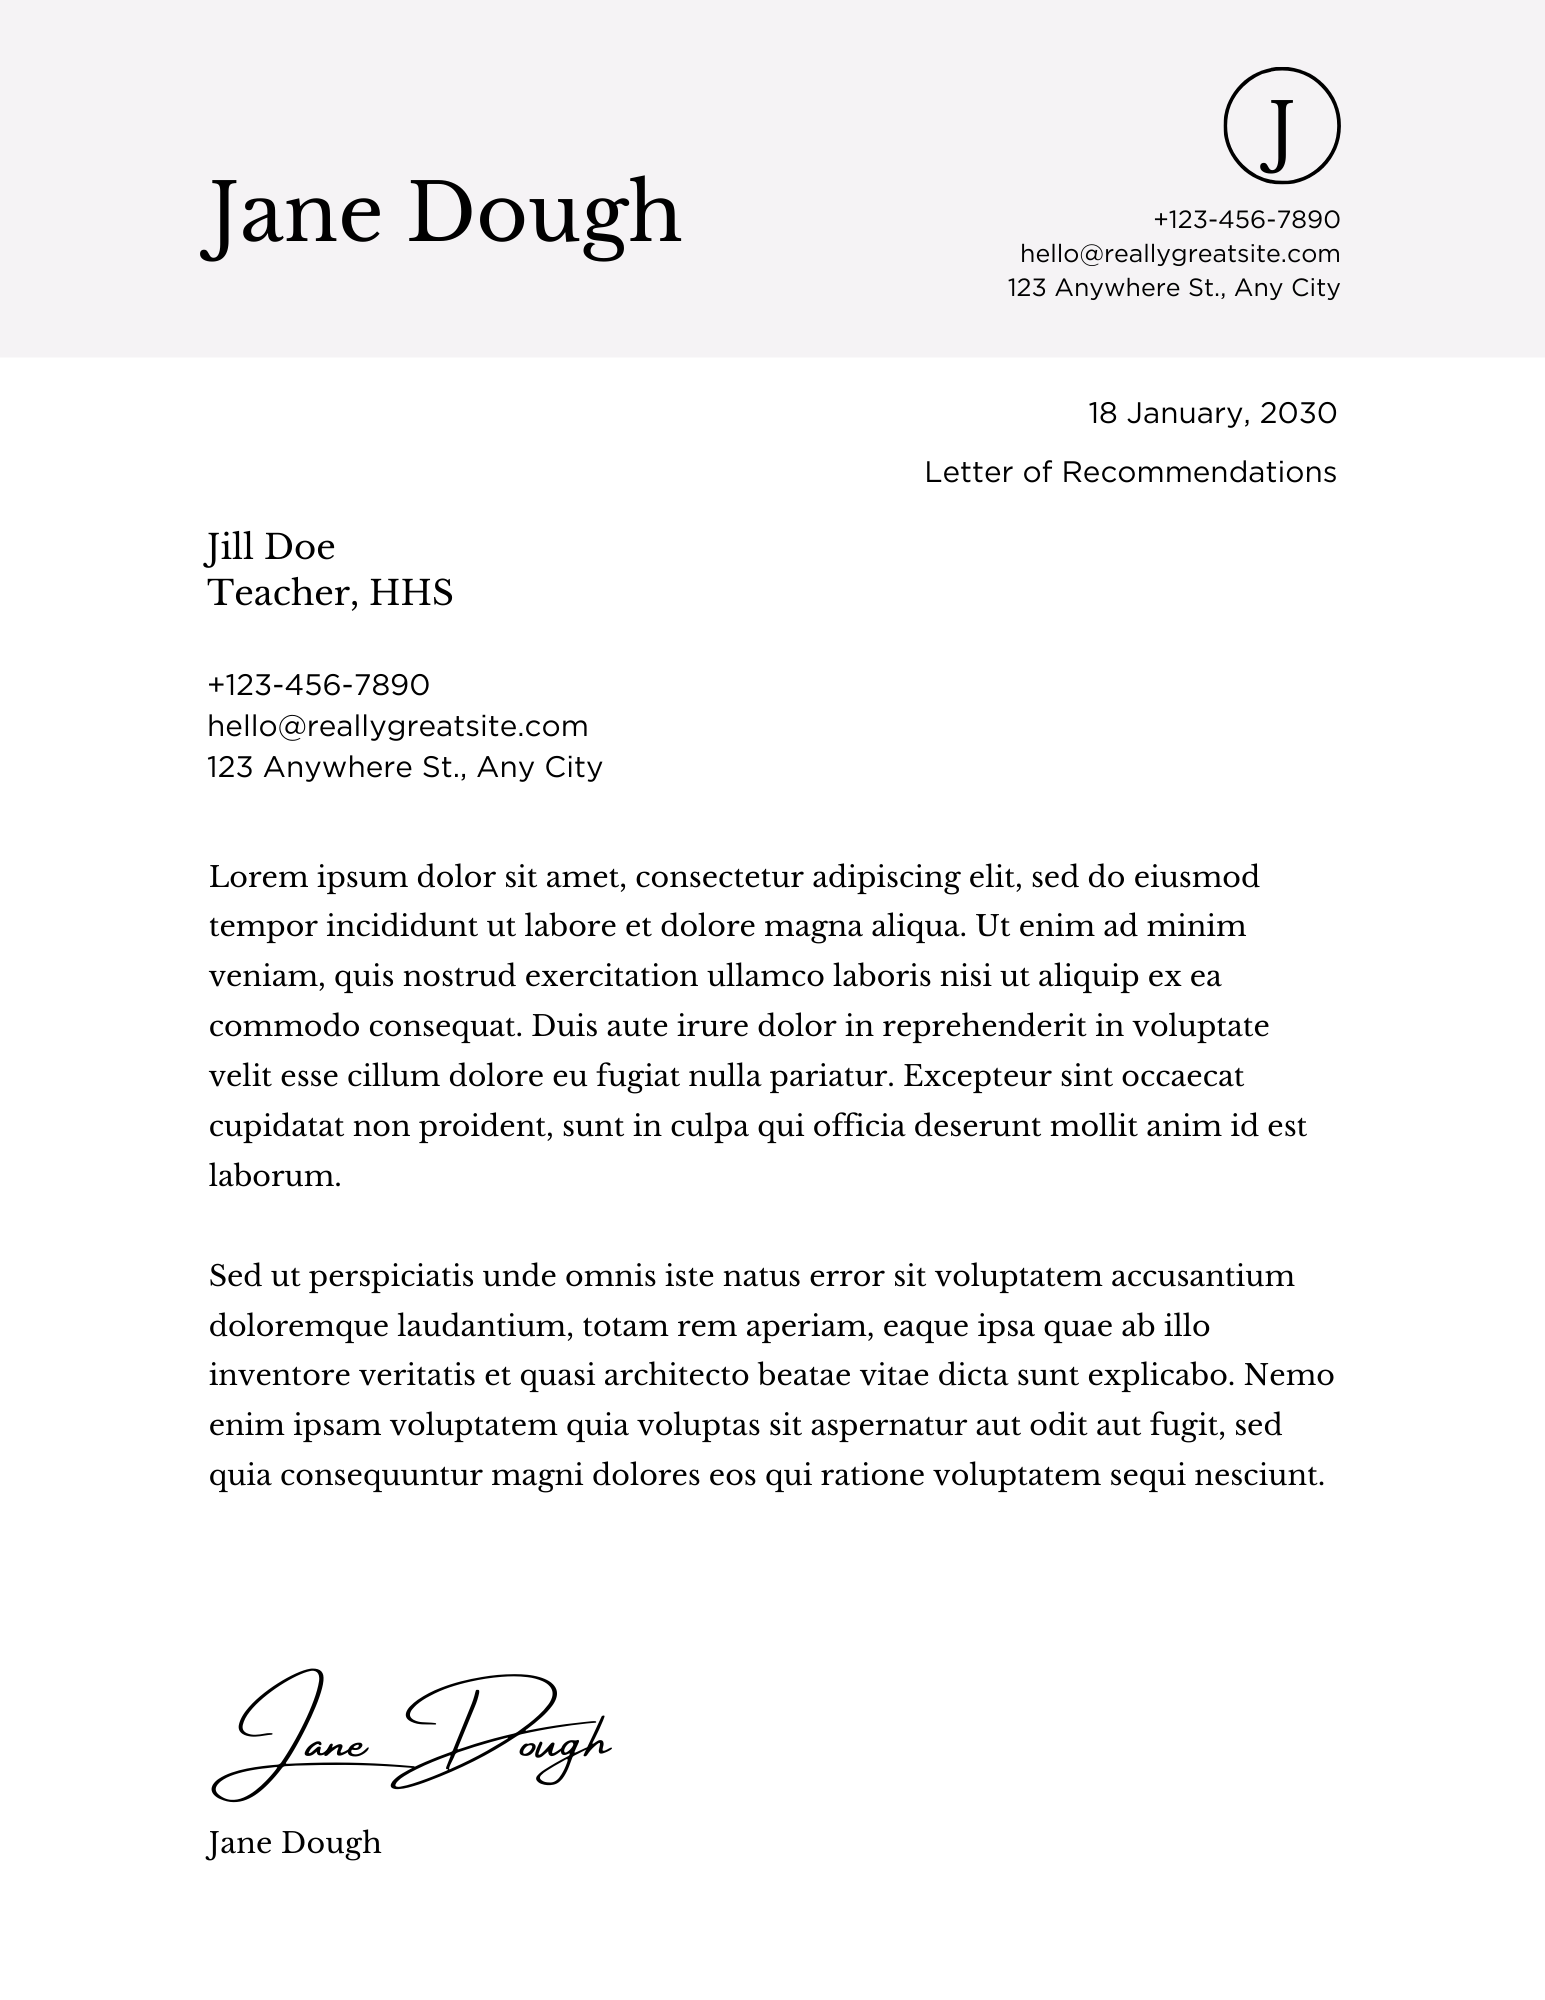 J
Jane Dough
+123-456-7890
hello@reallygreatsite.com
123 Anywhere St., Any City
18 January, 2030
Letter of Recommendations
Jill Doe
Teacher, HHS
+123-456-7890
hello@reallygreatsite.com
123 Anywhere St., Any City
Lorem ipsum dolor sit amet, consectetur adipiscing elit, sed do eiusmod
tempor incididunt ut labore et dolore magna aliqua. Ut enim ad minim
veniam, quis nostrud exercitation ullamco laboris nisi ut aliquip ex ea
commodo consequat. Duis aute irure dolor in reprehenderit in voluptate
velit esse cillum dolore eu fugiat nulla pariatur. Excepteur sint occaecat
cupidatat non proident, sunt in culpa qui officia deserunt mollit anim id est
laborum.
Sed ut perspiciatis unde omnis iste natus error sit voluptatem accusantium
doloremque laudantium, totam rem aperiam, eaque ipsa quae ab illo
inventore veritatis et quasi architecto beatae vitae dicta sunt explicabo. Nemo
enim ipsam voluptatem quia voluptas sit aspernatur aut odit aut fugit, sed
quia consequuntur magni dolores eos qui ratione voluptatem sequi nesciunt.
Jane Dough
Jane Dough